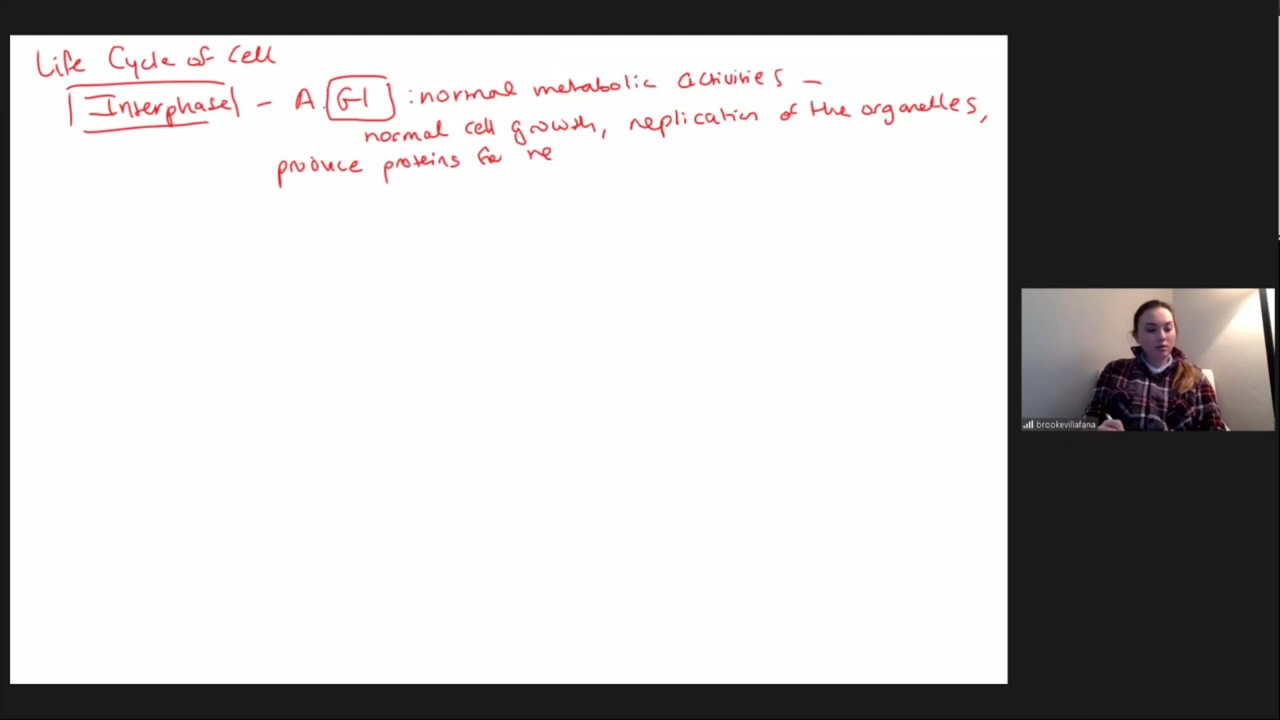 Life Cycle of Cell
Interphase - A. G1 : normal metabolic activities -
normal cell growth, replication of the organelles,
produce proteins for re
brookevillafana